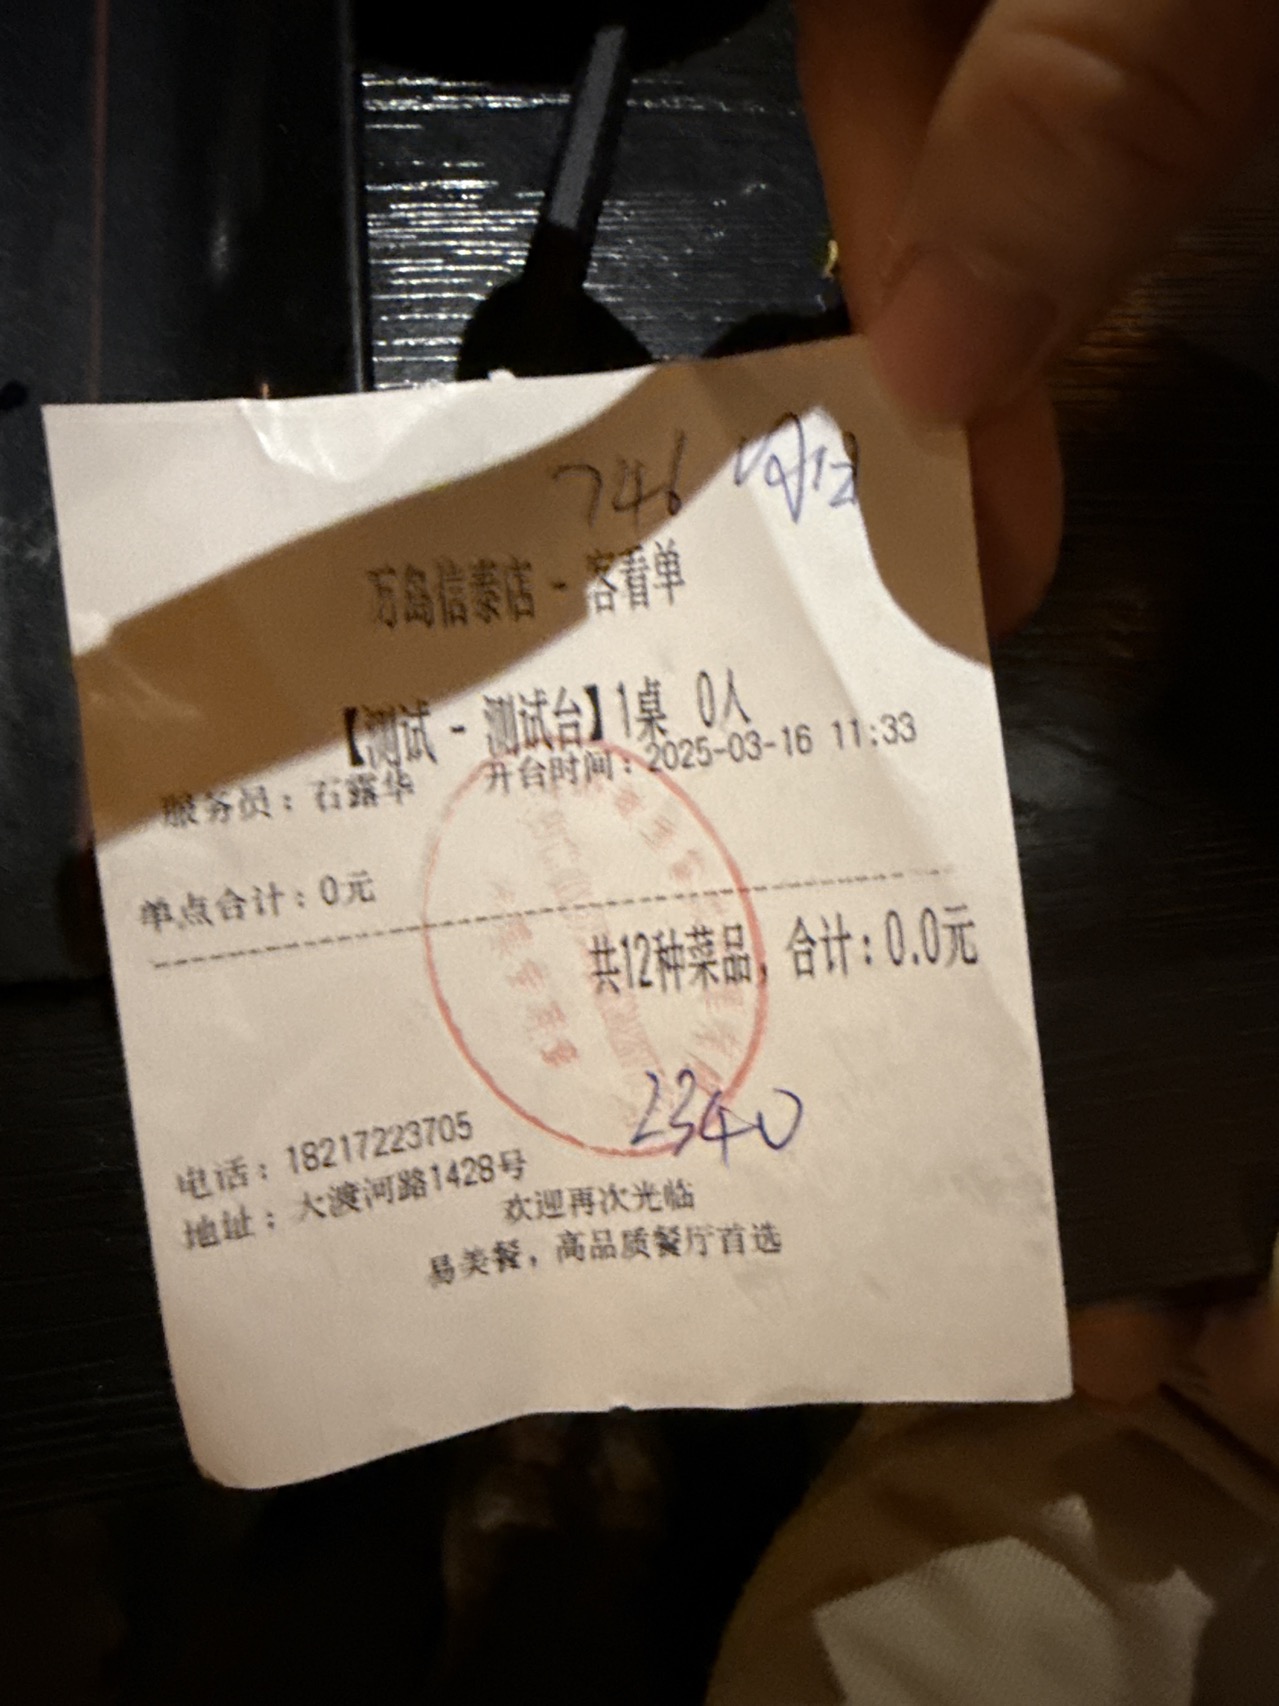 746
万岛信泰店 - 客看单
【测试 - 测试台】1桌 0人
服务员：石露华 开台时间：2025-03-16 11:33
单点合计：0元
共12种菜品，合计：0.0元
2340
电话：18217223705
地址：大渡河路1428号
欢迎再次光临
易美餐，高品质餐厅首选